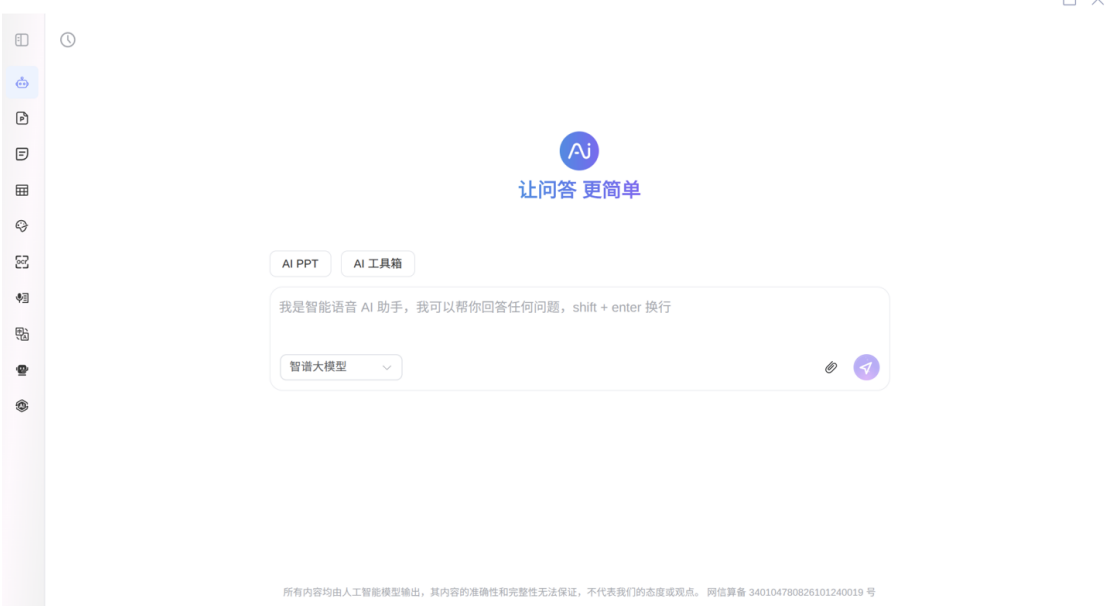 Ai
让问答 更简单
AI PPT
AI 工具箱
我是智能语音 AI 助手，我可以帮你回答任何问题，shift + enter 换行
智谱大模型
所有内容均由人工智能模型输出，其内容的准确性和完整性无法保证，不代表我们的态度或观点。 网信算备 340104780826101240019 号